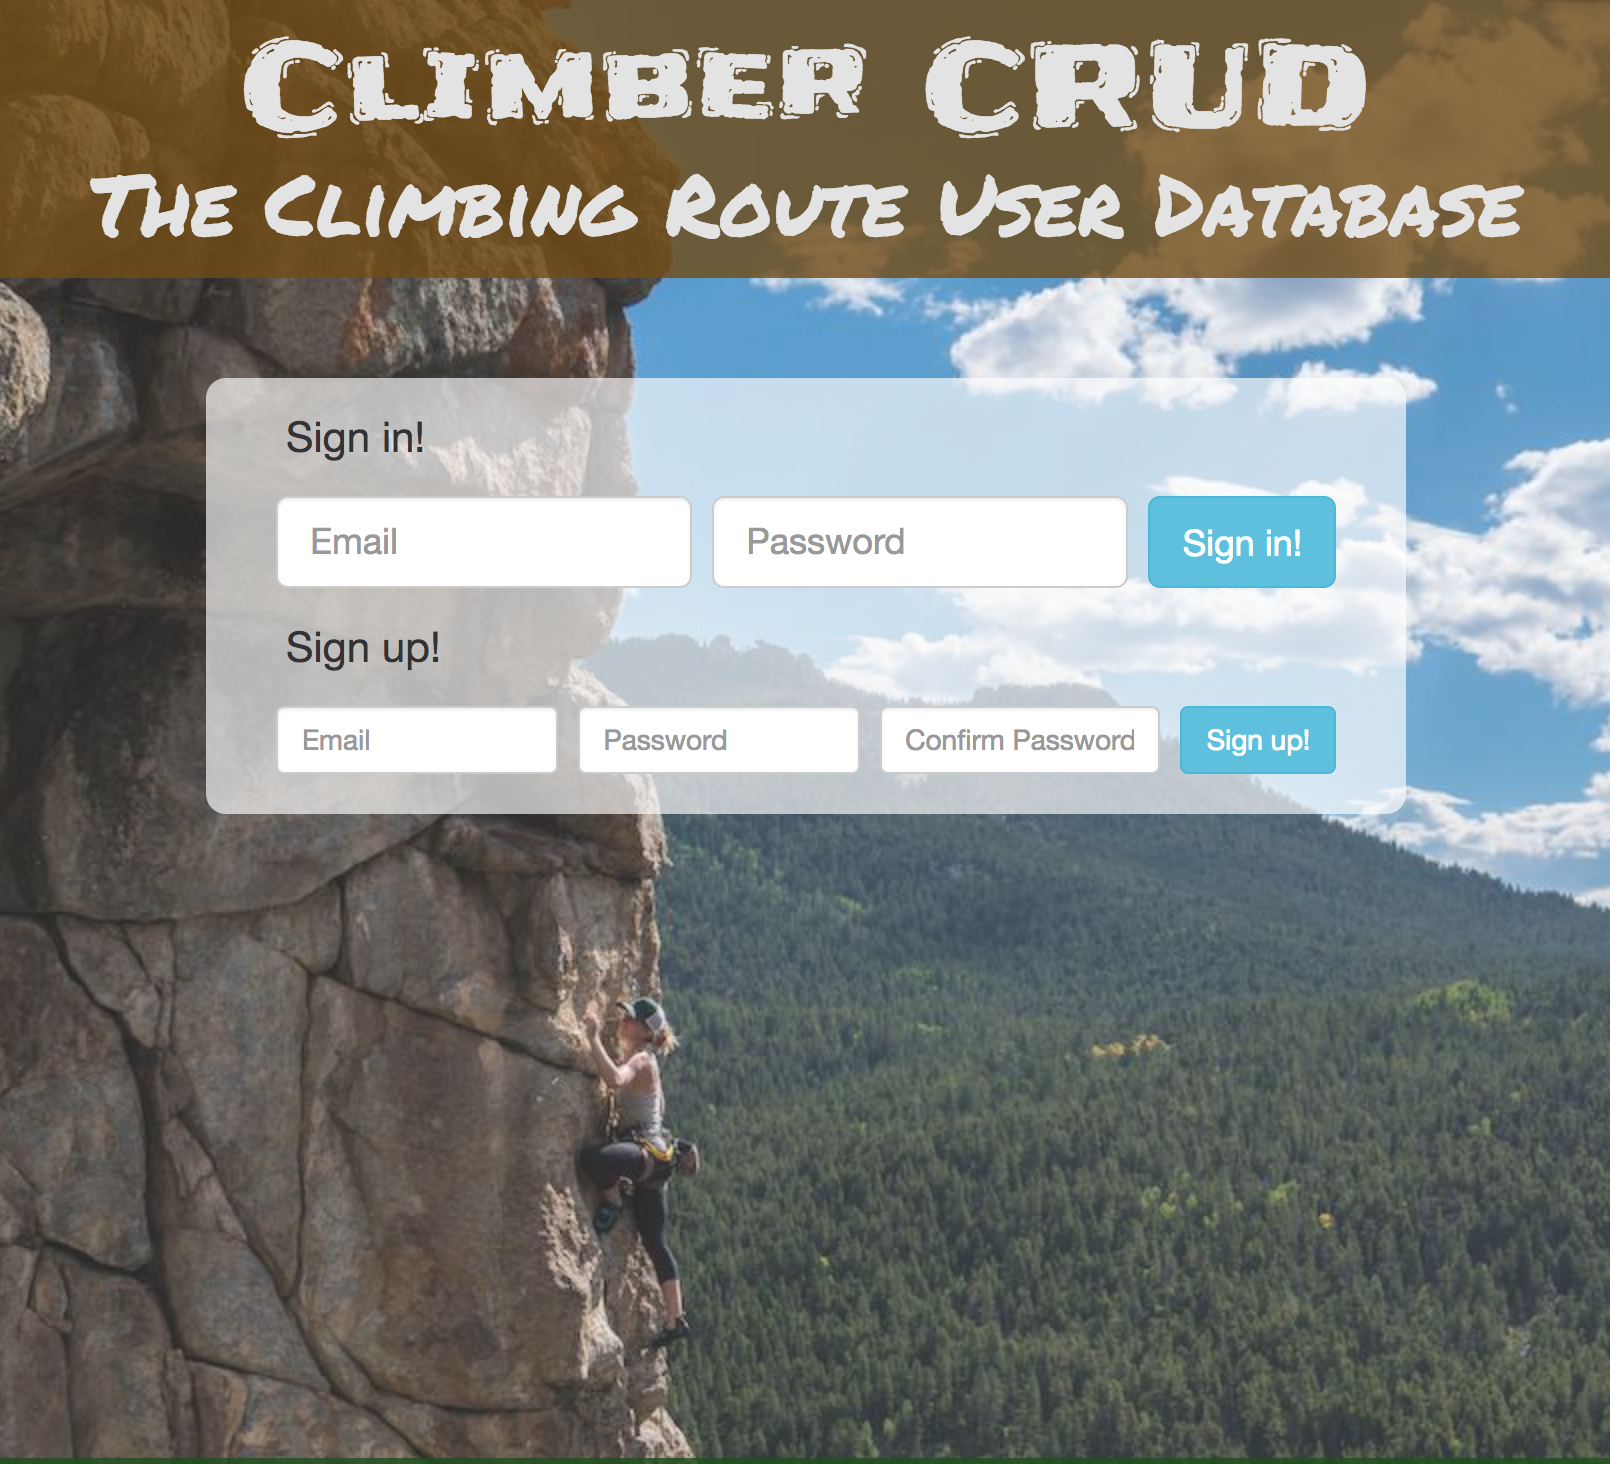 Climber CRUD
The Climbing Route User Database
Sign in!
Email Password Sign in!
Sign up!
Email Password Confirm Password Sign up!